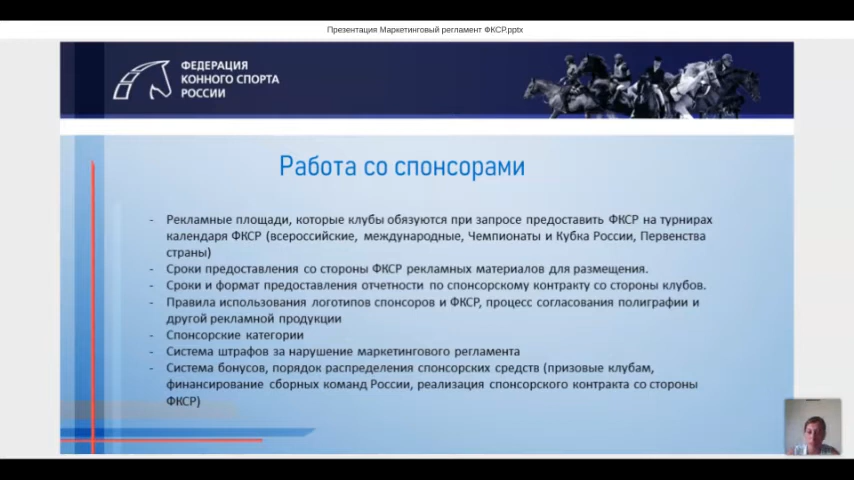 Презентация Маркетинговый регламент ФКСР.pptx
ФЕДЕРАЦИЯ
КОННОГО СПОРТА
РОССИИ
Работа со спонсорами
- Рекламные площади, которые клубы обязуются при запросе предоставить ФКСР на турнирах
календаря ФКСР (всероссийские, международные, Чемпионаты и Кубка России, Первенства
страны)
- Сроки предоставления со стороны ФКСР рекламных материалов для размещения.
- Сроки и формат предоставления отчетности по спонсорскому контракту со стороны клубов.
- Правила использования логотипов спонсоров и ФКСР, процесс согласования полиграфии и
другой рекламной продукции
- Спонсорские категории
- Система штрафов за нарушение маркетингового регламента
- Система бонусов, порядок распределения спонсорских средств (призовые клубам,
финансирование сборных команд России, реализация спонсорского контракта со стороны
ФКСР)